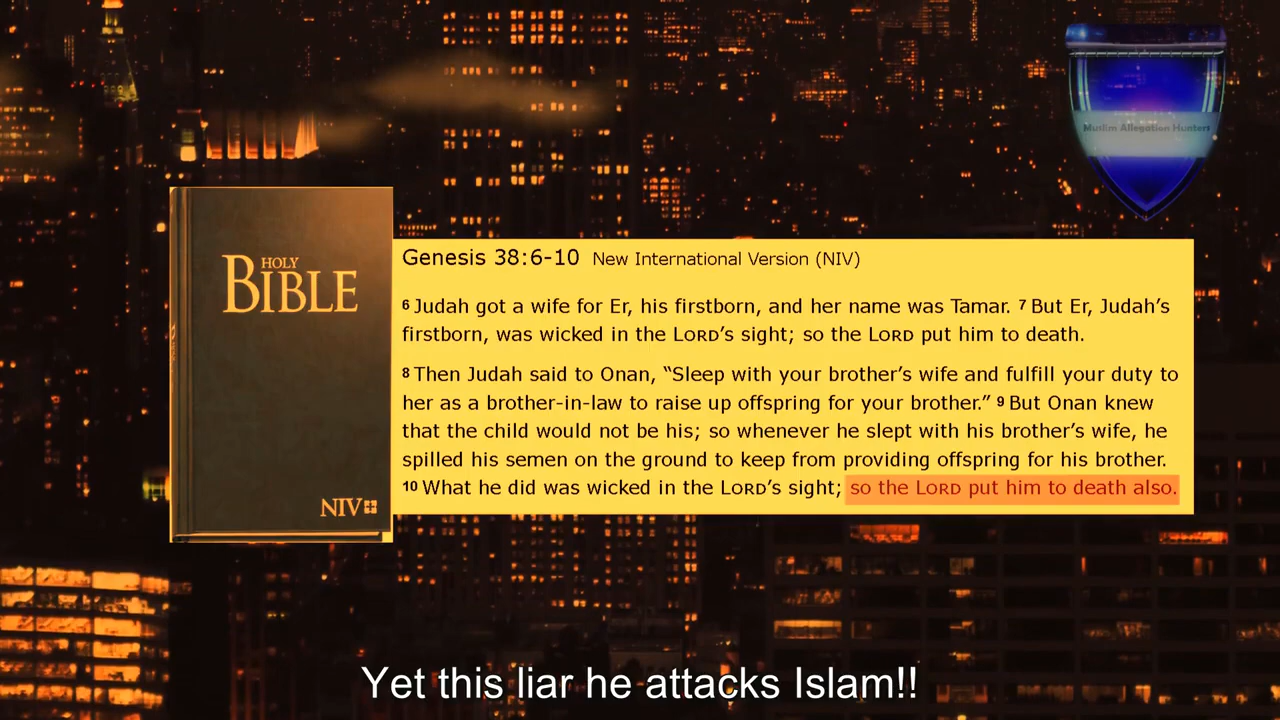 Muslim Allegation Hunters
HOLY
BIBLE
NIV
Genesis 38:6-10 New International Version (NIV)
6 Judah got a wife for Er, his firstborn, and her name was Tamar. 7 But Er, Judah’s
firstborn, was wicked in the LORD’s sight; so the LORD put him to death.
8 Then Judah said to Onan, “Sleep with your brother’s wife and fulfill your duty to
her as a brother-in-law to raise up offspring for your brother.” 9 But Onan knew
that the child would not be his; so whenever he slept with his brother’s wife, he
spilled his semen on the ground to keep from providing offspring for his brother.
10 What he did was wicked in the LORD’s sight; so the LORD put him to death also.
Yet this liar he attacks Islam!!